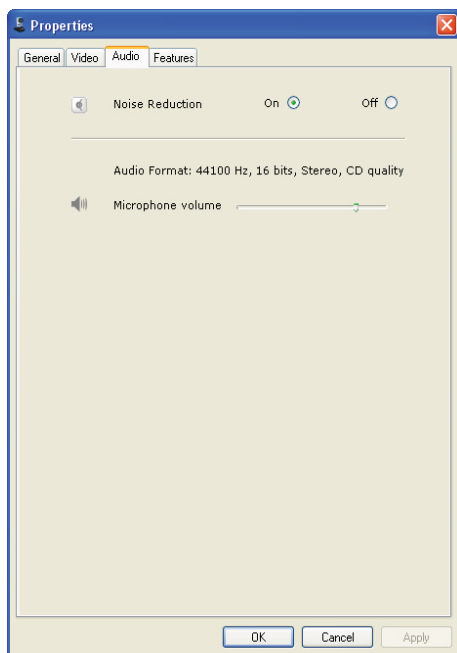 Properties
General Video Audio Features
Noise Reduction On Off
Audio Format: 44100 Hz, 16 bits, Stereo, CD quality
Microphone volume
OK Cancel Apply